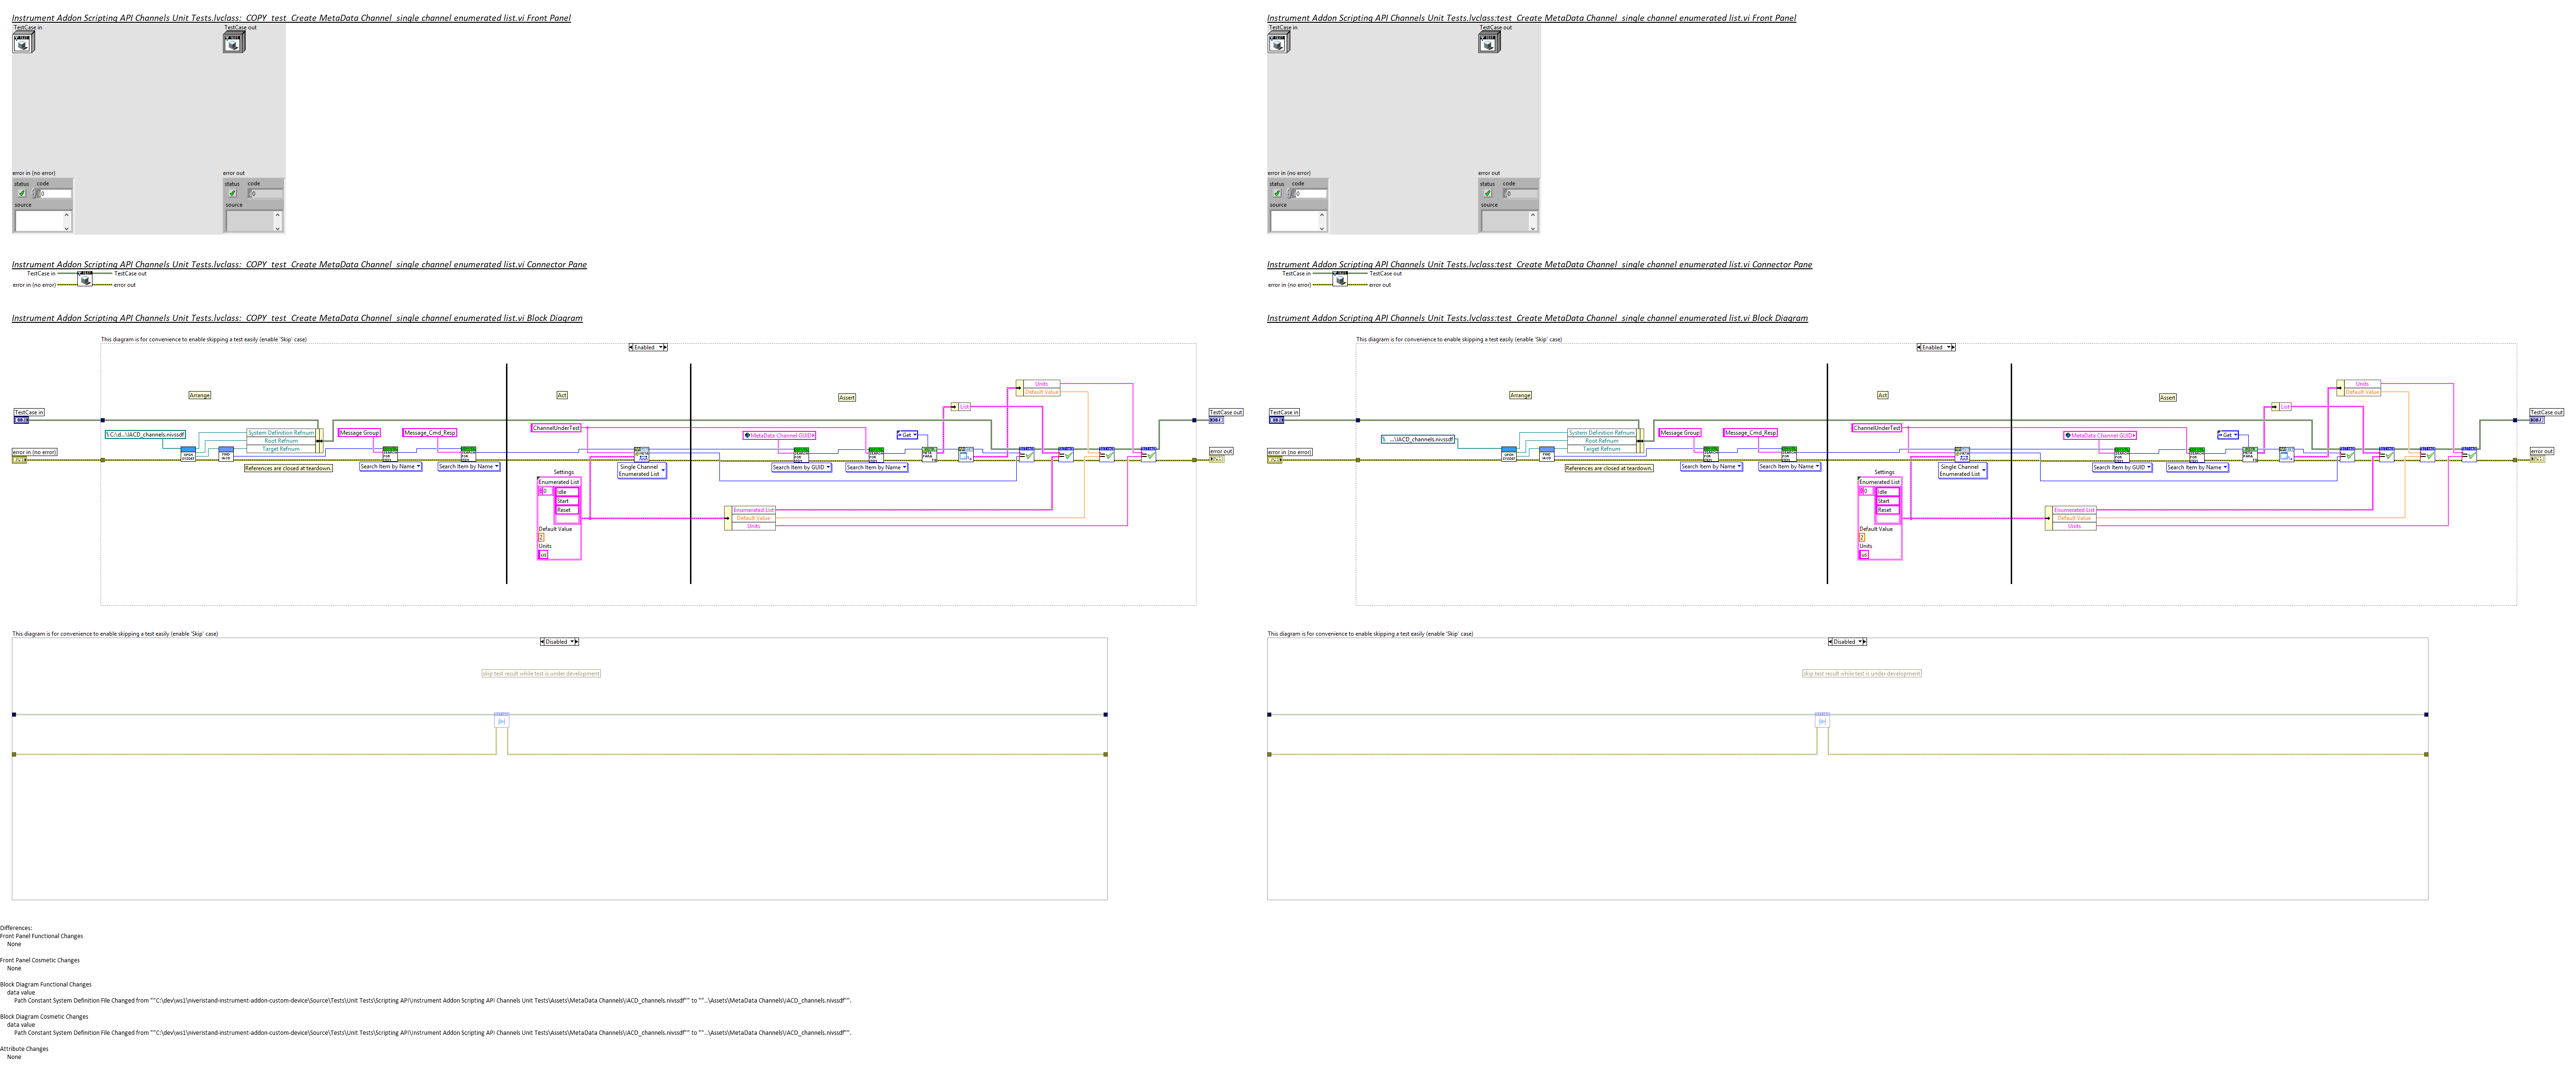 Instrument Addon Scripting API Channels Unit Tests.lvclass:_COPY_test_Create MetaData Channel_single channel enumerated list.vi Front Panel
TestCase in
TestCase out
error in (no error)
status code
0
source
error out
status code
0
source
Instrument Addon Scripting API Channels Unit Tests.lvclass:_COPY_test_Create MetaData Channel_single channel enumerated list.vi Connector Pane
TestCase in
TestCase out
error in (no error)
error out
Instrument Addon Scripting API Channels Unit Tests.lvclass:_COPY_test_Create MetaData Channel_single channel enumerated list.vi Block Diagram
This diagram is for convenience to enable skipping a test easily (enable 'Skip' case)
Enabled
Arrange
Act
Assert
Units
Default Value
List
TestCase in
TestCase out
C:\d...\IACD_channels.nivssdf
System Definition Refnum
Root Refnum
Target Refnum
Message Group
Message_Cmd_Resp
ChannelUnderTest
MetaData Channel GUID
Get
error in (no error)
error out
References are closed at teardown.
Search Item by Name
Search Item by Name
Single Channel
Enumerated List
Search Item by GUID
Search Item by Name
Settings
Enumerated List
0
Idle
Start
Reset
Default Value
2
Units
us
Enumerated List
Default Value
Units
This diagram is for convenience to enable skipping a test easily (enable 'Skip' case)
Disabled
skip test result while test is under development
Instrument Addon Scripting API Channels Unit Tests.lvclass:test_Create MetaData Channel_single channel enumerated list.vi Front Panel
TestCase in
TestCase out
error in (no error)
status code
0
source
error out
status code
0
source
Instrument Addon Scripting API Channels Unit Tests.lvclass:test_Create MetaData Channel_single channel enumerated list.vi Connector Pane
TestCase in
TestCase out
error in (no error)
error out
Instrument Addon Scripting API Channels Unit Tests.lvclass:test_Create MetaData Channel_single channel enumerated list.vi Block Diagram
This diagram is for convenience to enable skipping a test easily (enable 'Skip' case)
Enabled
Arrange
Act
Assert
Units
Default Value
List
TestCase in
TestCase out
...\IACD_channels.nivssdf
System Definition Refnum
Root Refnum
Target Refnum
Message Group
Message_Cmd_Resp
ChannelUnderTest
MetaData Channel GUID
Get
error in (no error)
error out
References are closed at teardown.
Search Item by Name
Search Item by Name
Single Channel
Enumerated List
Search Item by GUID
Search Item by Name
Settings
Enumerated List
0
Idle
Start
Reset
Default Value
2
Units
us
Enumerated List
Default Value
Units
This diagram is for convenience to enable skipping a test easily (enable 'Skip' case)
Disabled
skip test result while test is under development
Differences:
Front Panel Functional Changes
None
Front Panel Cosmetic Changes
None
Block Diagram Functional Changes
data value
Path Constant System Definition File Changed from ""C:\dev\ws1\niveristand-instrument-addon-custom-device\Source\Tests\Unit Tests\Scripting API\Instrument Addon Scripting API Channels Unit Tests\Assets\MetaData Channels\IACD_channels.nivssdf"" to ""..\Assets\MetaData Channels\IACD_channels.nivssdf"".
Block Diagram Cosmetic Changes
data value
Path Constant System Definition File Changed from ""C:\dev\ws1\niveristand-instrument-addon-custom-device\Source\Tests\Unit Tests\Scripting API\Instrument Addon Scripting API Channels Unit Tests\Assets\MetaData Channels\IACD_channels.nivssdf"" to ""..\Assets\MetaData Channels\IACD_channels.nivssdf"".
Attribute Changes
None